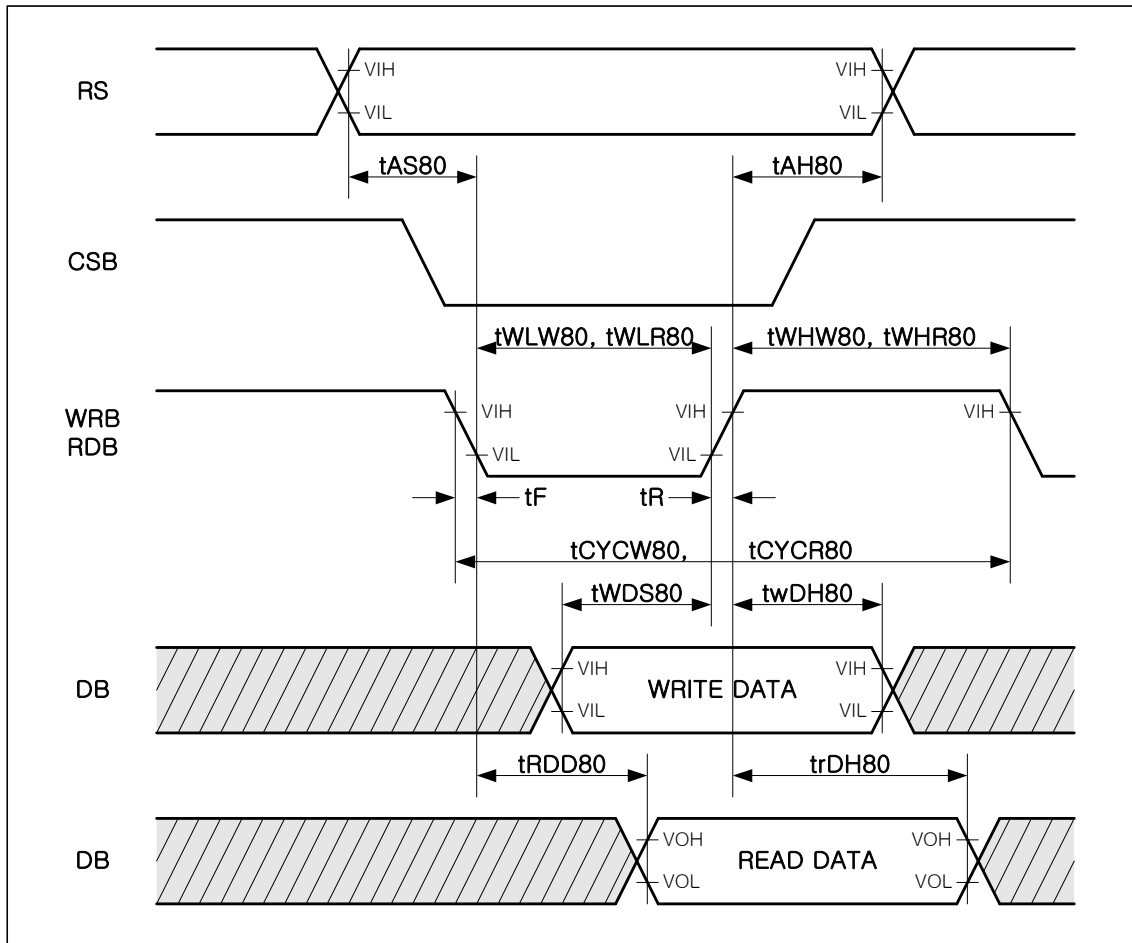 RS
VIH
VIH
VIL
VIL
tAS80
tAH80
CSB
tWLW80, tWLR80
tWHW80, tWHR80
WRB
RDB
VIH
VIH
VIH
VIL
VIL
tF
tR
tCYCW80, tCYCR80
tWDS80
twDH80
DB
VIH
VIH
WRITE DATA
VIL
VIL
tRDD80
trDH80
DB
VOH
VOH
READ DATA
VOL
VOL